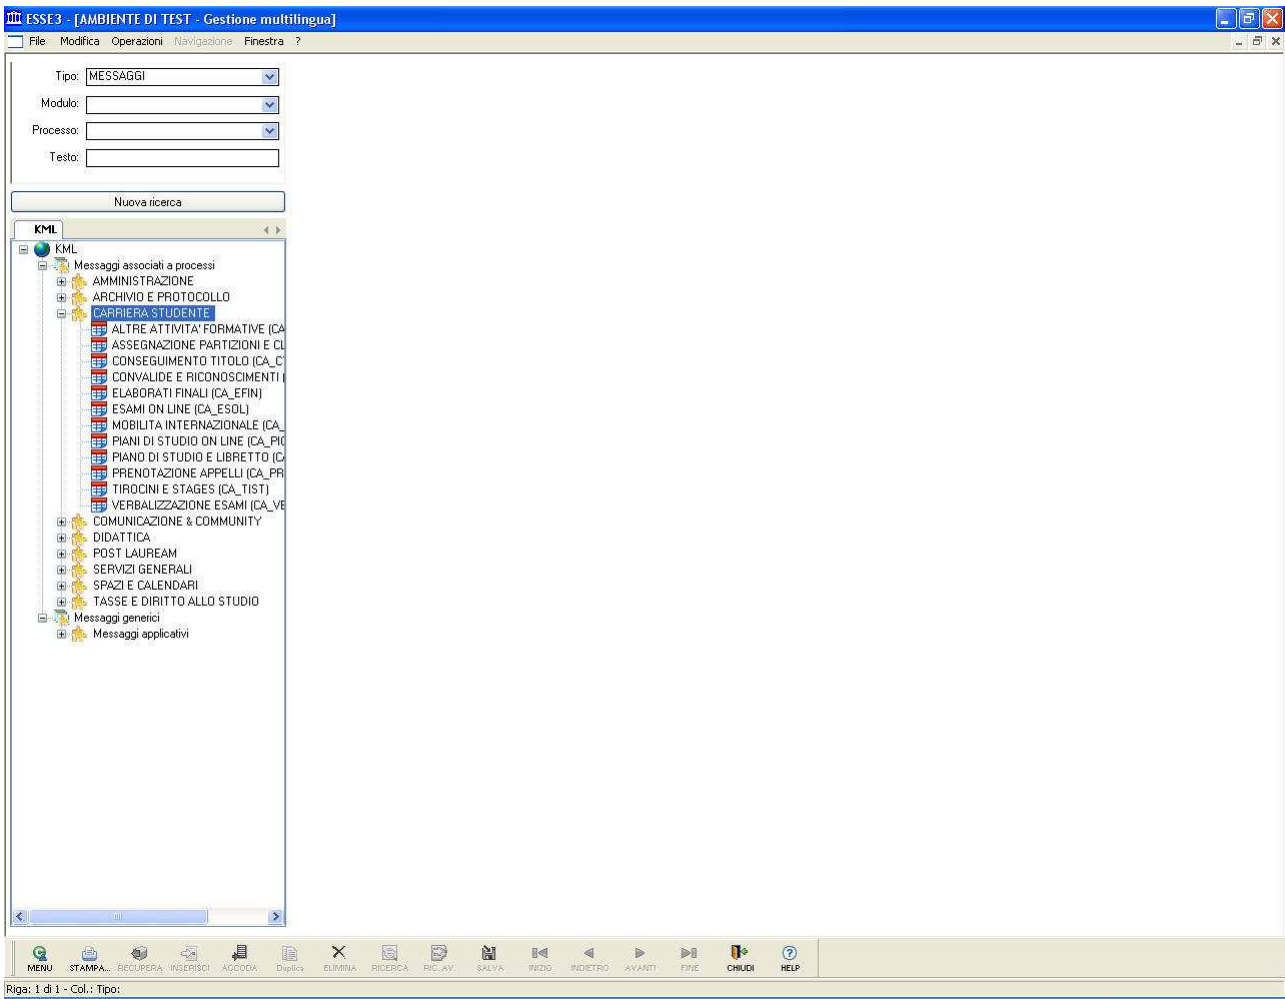 ESSE3 - [AMBIENTE DI TEST - Gestione multilingua]
File Modifica Operazioni Navigazione Finestra ?
Tipo: MESSAGGI
Modulo:
Processo:
Testo:
Nuova ricerca
KML
KML
Messaggi associati a processi
AMMINISTRAZIONE
ARCHIVIO E PROTOCOLLO
CARRIERA STUDENTE
ALTRE ATTIVITA' FORMATIVE (CA
ASSEGNAZIONE PARTIZIONI E CL
CONSEGUIMENTO TITOLO (CA_C
CONVALIDE E RICONOSCIMENTI (
ELABORATI FINALI (CA_EFIN)
ESAMI ON LINE (CA_ESOL)
MOBILITA INTERNAZIONALE (CA_
PIANI DI STUDIO ON LINE (CA_PIO
PIANO DI STUDIO E LIBRETTO (CA
PRENOTAZIONE APPELLI (CA_PR
TIROCINI E STAGES (CA_TIST)
VERBALIZZAZIONE ESAMI (CA_VE
COMUNICAZIONE & COMMUNITY
DIDATTICA
POST LAUREAM
SERVIZI GENERALI
SPAZI E CALENDARI
TASSE E DIRITTO ALLO STUDIO
Messaggi generici
Messaggi applicativi
MENU STAMPA... RECUPERA INSERISCI ACCODA Duplica ELIMINA RICERCA RIC. AV. SALVA INIZIO INDIETRO AVANTI FINE CHIUDI HELP
Riga: 1 di 1 - Col.: Tipo: